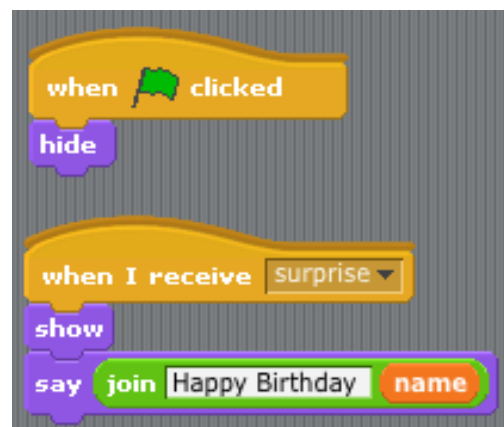 when clicked
hide
when I receive surprise
show
say join Happy Birthday name